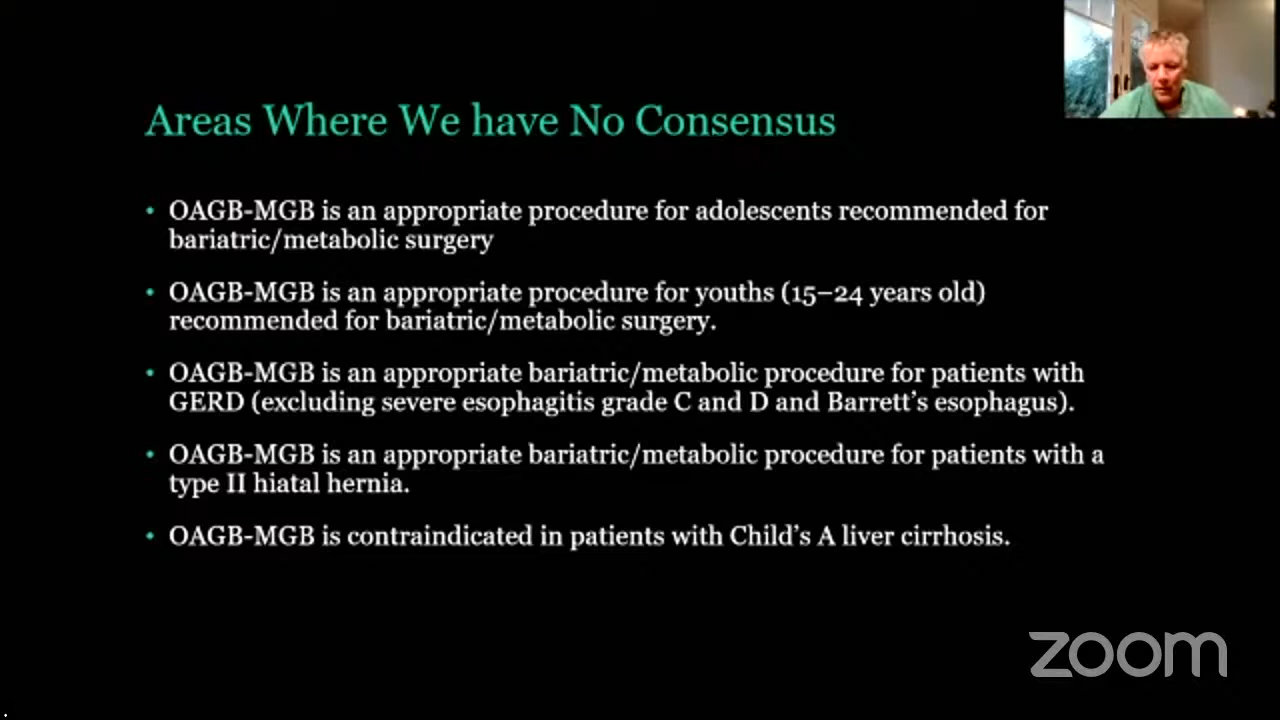 Areas Where We have No Consensus
• OAGB-MGB is an appropriate procedure for adolescents recommended for
bariatric/metabolic surgery
• OAGB-MGB is an appropriate procedure for youths (15–24 years old)
recommended for bariatric/metabolic surgery.
• OAGB-MGB is an appropriate bariatric/metabolic procedure for patients with
GERD (excluding severe esophagitis grade C and D and Barrett’s esophagus).
• OAGB-MGB is an appropriate bariatric/metabolic procedure for patients with a
type II hiatal hernia.
• OAGB-MGB is contraindicated in patients with Child’s A liver cirrhosis.
zoom